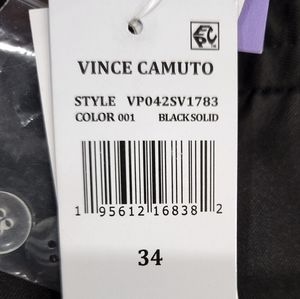 VINCE CAMUTO
STYLE VP042SV1783
COLOR 001 BLACK SOLID
1 95612 16838 2
34